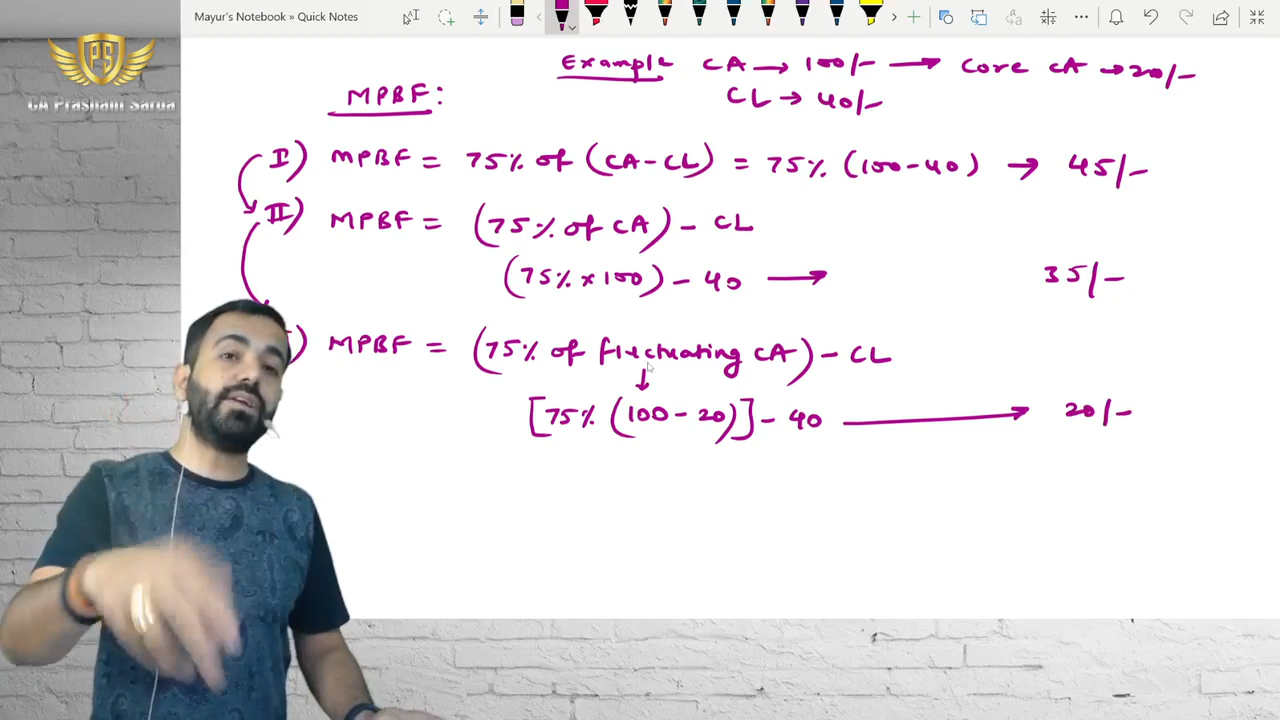 Mayur's Notebook » Quick Notes
PS
CA Prashant Sarda
Example CA → 100/- → Core CA → 20/-
CL → 40/-
MPBF:
I) MPBF = 75% of (CA-CL) = 75% (100-40) → 45/-
II) MPBF = (75% of CA) - CL
(75% x 100) - 40 → 35/-
) MPBF = (75% of fluctuating CA) - CL
[75% (100 - 20)] - 40 → 20/-